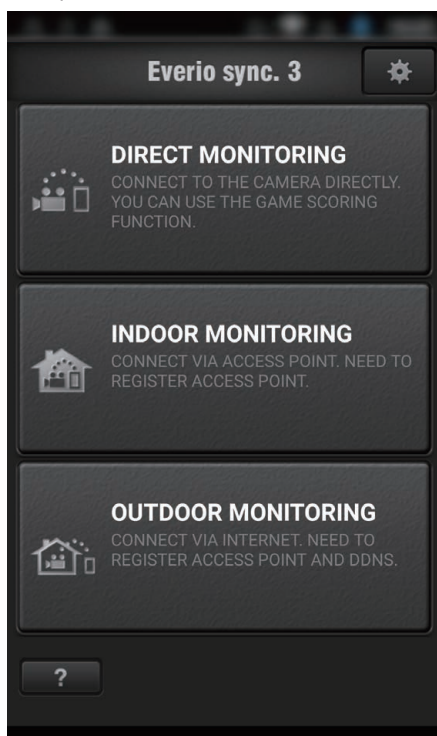 Everio sync. 3
DIRECT MONITORING
CONNECT TO THE CAMERA DIRECTLY.
YOU CAN USE THE GAME SCORING
FUNCTION.
INDOOR MONITORING
CONNECT VIA ACCESS POINT. NEED TO
REGISTER ACCESS POINT.
OUTDOOR MONITORING
CONNECT VIA INTERNET. NEED TO
REGISTER ACCESS POINT AND DDNS.
?